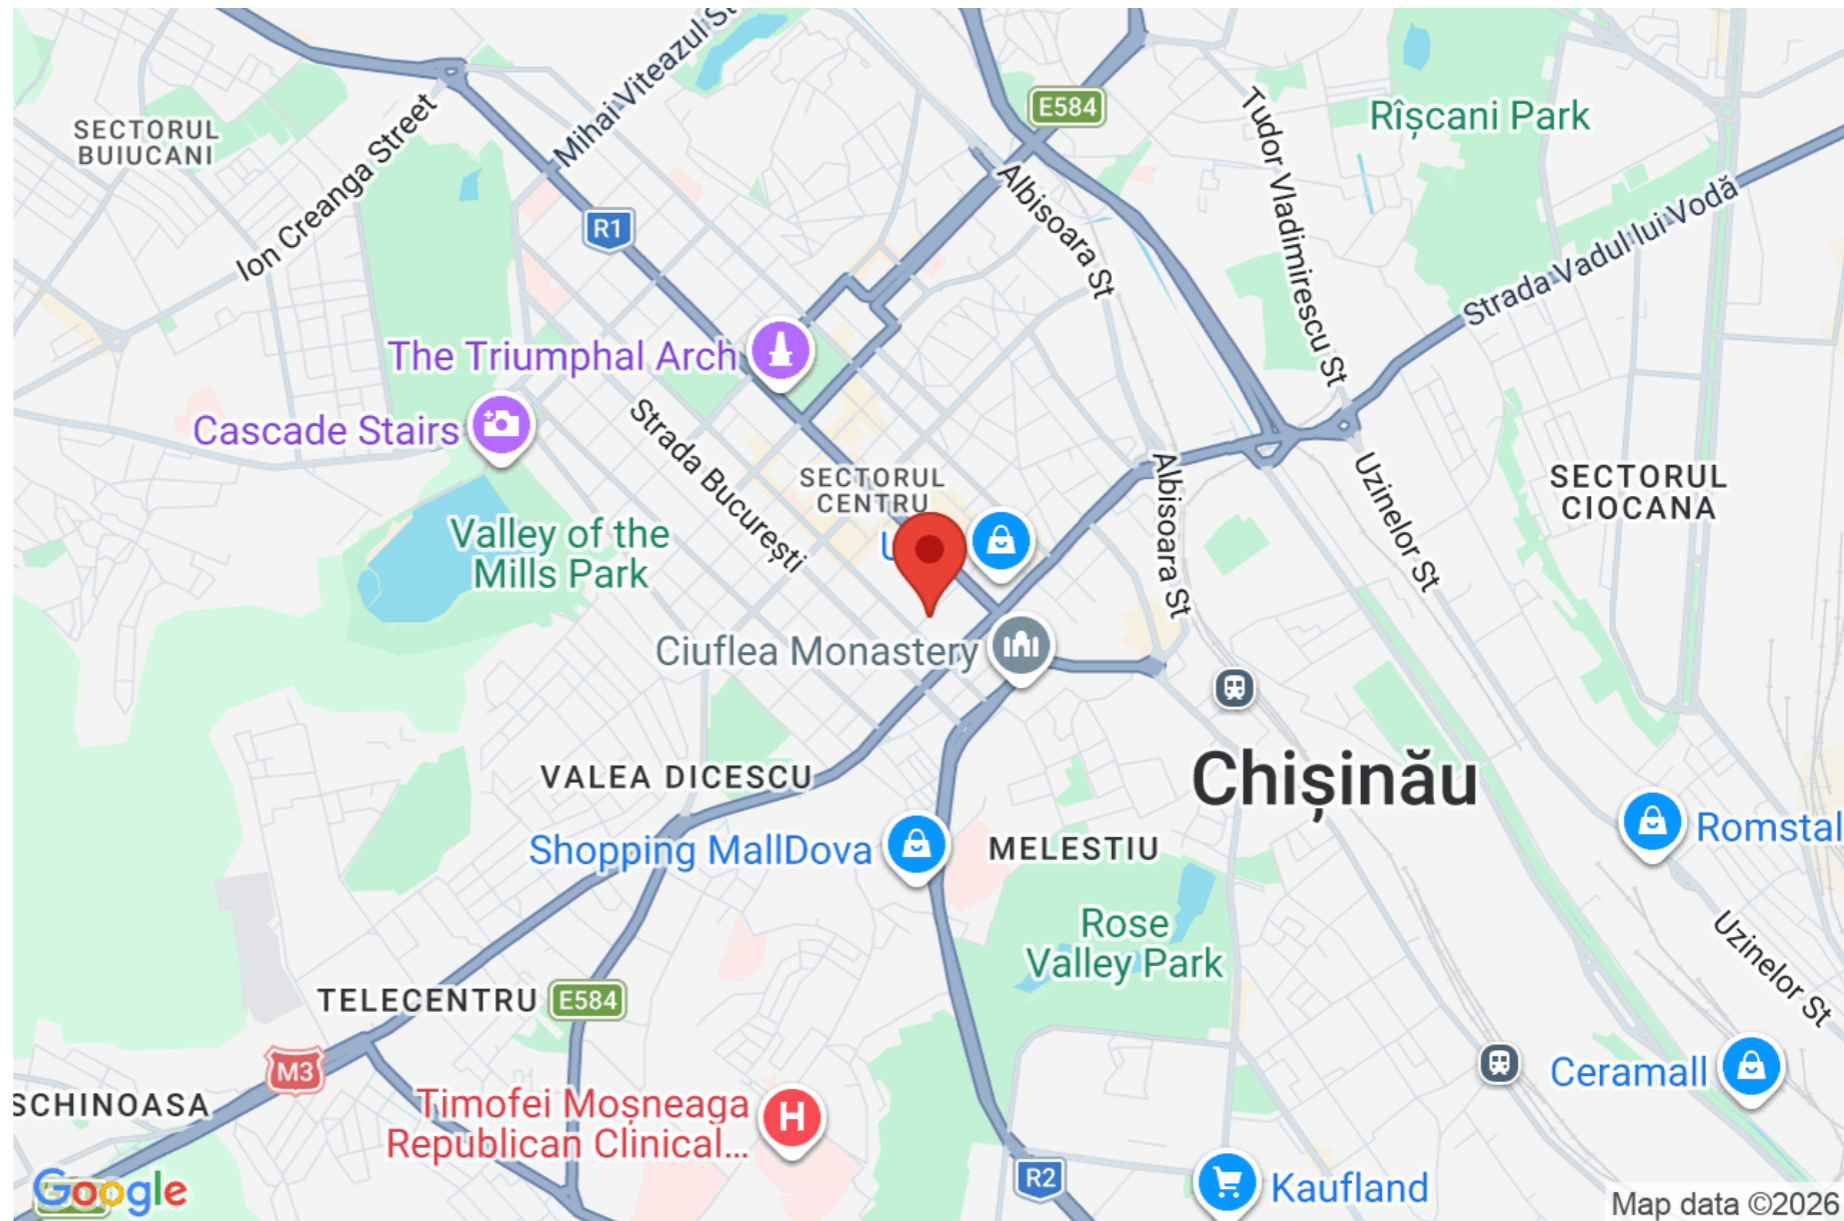 Mihai Viteazul St
E584
Rîșcani Park
SECTORUL
BUIUCANI
Ion Creanga Street
Tudor Vladimirescu St
Albisoara St
R1
Strada Vadul lui Vodă
The Triumphal Arch
Cascade Stairs
Strada București
SECTORUL
CENTRU
Albisoara St
Uzinelor St
SECTORUL
CIOCANA
Valley of the
Mills Park
Ciuflea Monastery
VALEA DICESCU
Chișinău
Shopping MallDova
MELESTIU
Romstal
Rose
Valley Park
Uzinelor St
TELECENTRU
E584
M3
Ceramall
SCHINOASA
Timofei Moșneaga
Republican Clinical...
H
R2
Kaufland
Google
Map data ©2026